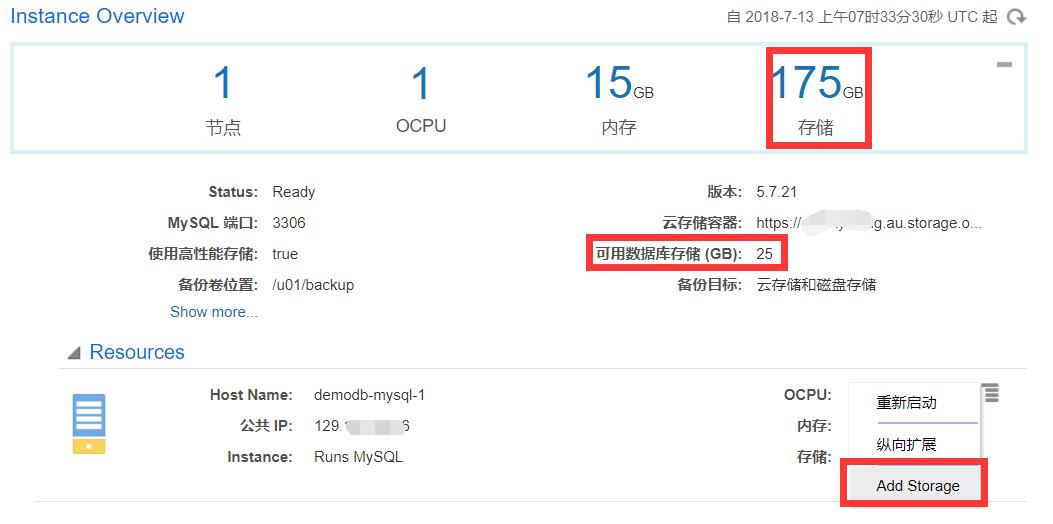 Instance Overview
自 2018-7-13 上午07时33分30秒 UTC 起
1
节点
1
OCPU
15GB
内存
175GB
存储
Status: Ready
版本: 5.7.21
MySQL 端口: 3306
云存储容器: https:// g.au.storage.o...
使用高性能存储: true
可用数据库存储 (GB): 25
备份卷位置: /u01/backup
备份目标: 云存储和磁盘存储
Show more...
Resources
Host Name: demodb-mysql-1
OCPU:
重新启动
公共 IP: 129. 6
内存:
纵向扩展
Instance: Runs MySQL
存储:
Add Storage